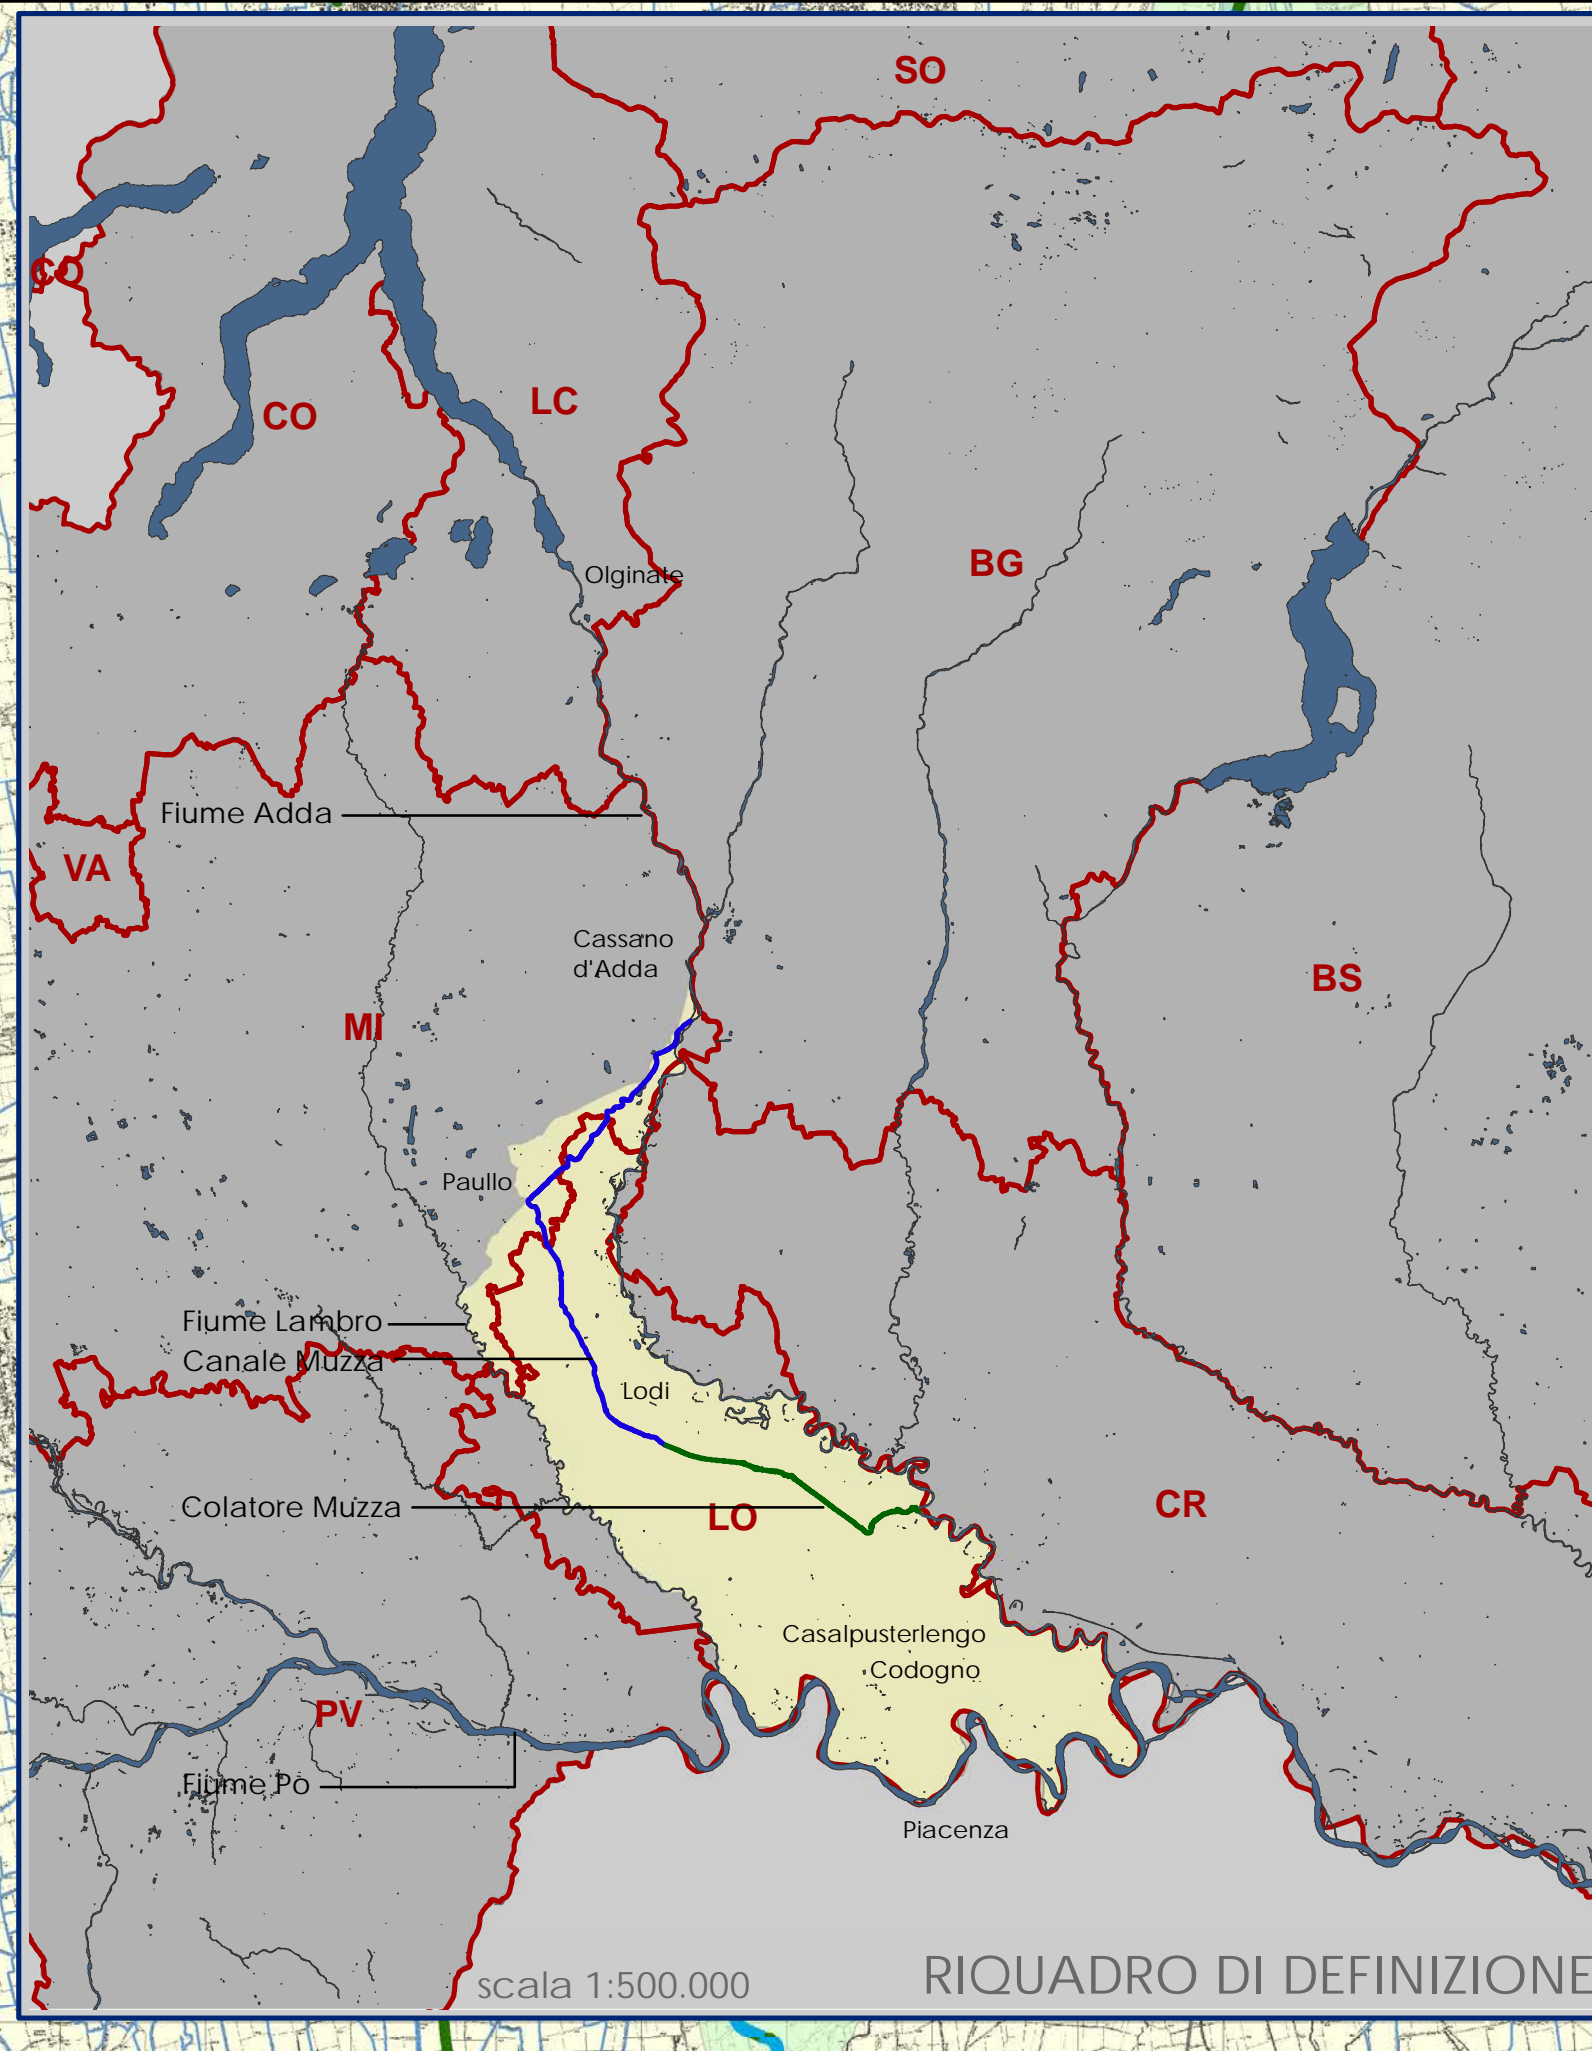 SO
CO
LC
CO
BG
Olginate
Fiume Adda
VA
Cassano
d'Adda
BS
MI
Paullo
Fiume Lambro
Canale Muzza
Lodi
Colatore Muzza
LO
CR
Casalpusterlengo
Codogno
PV
Fiume Po
Piacenza
scala 1:500.000
RIQUADRO DI DEFINIZIONE